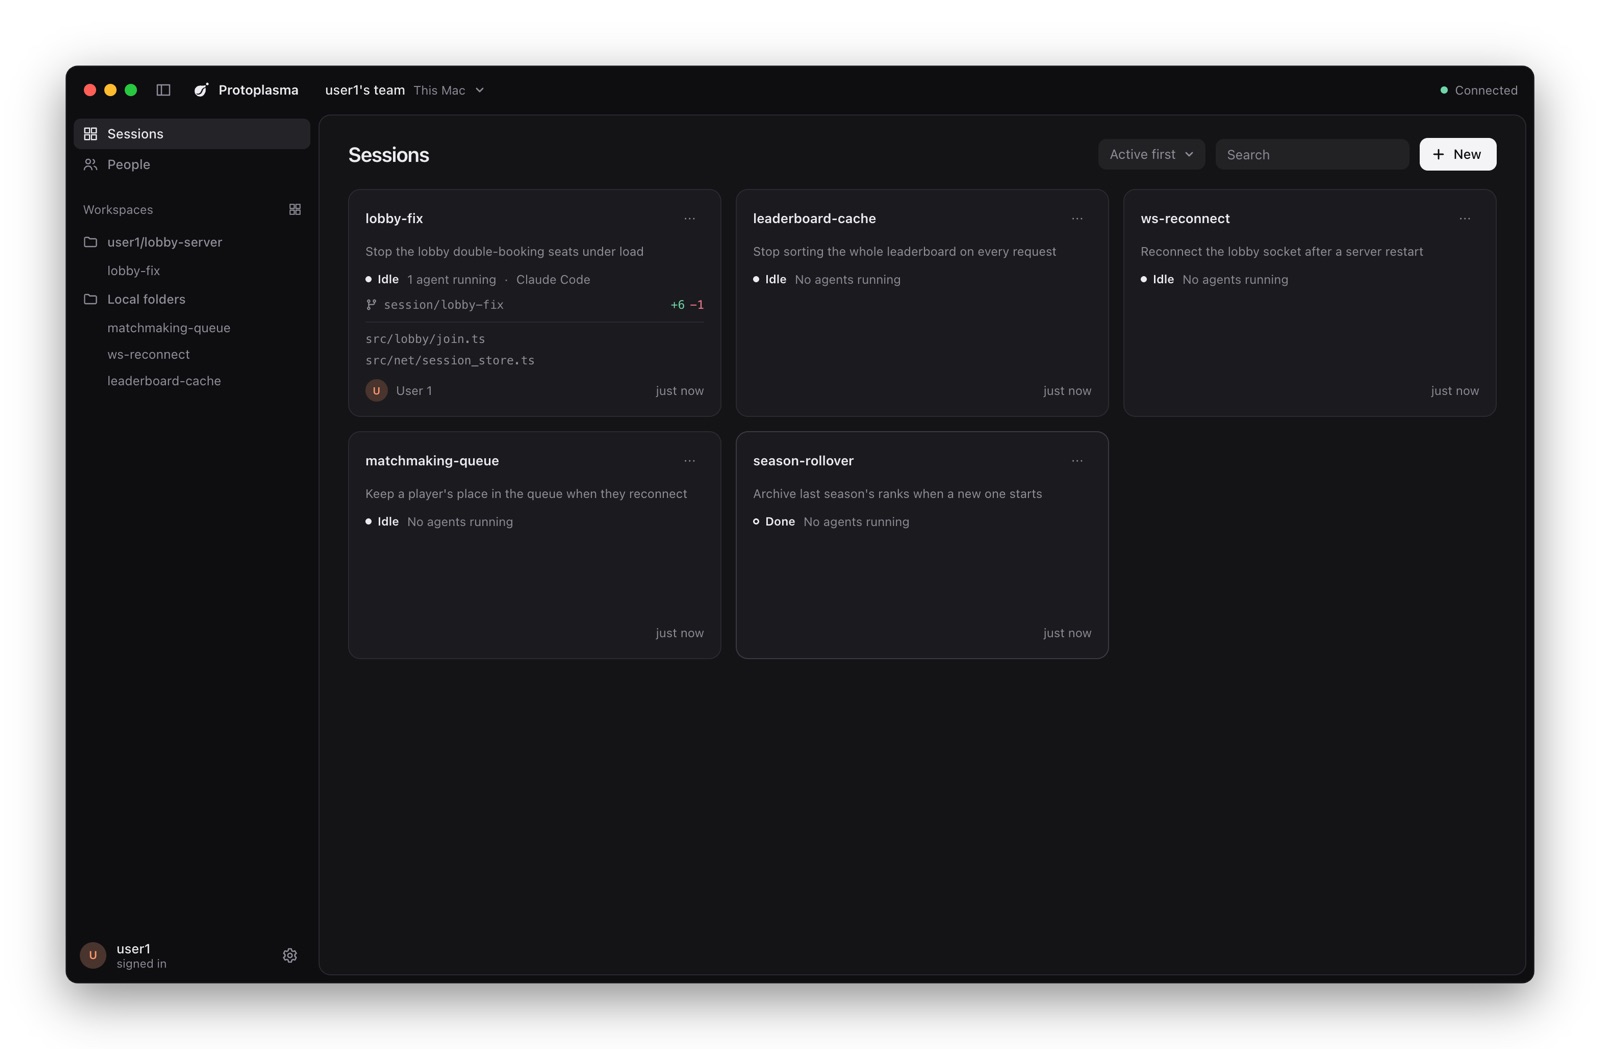 Protoplasma user1's team This Mac
Connected
Sessions
People
Workspaces
user1/lobby-server
lobby-fix
Local folders
matchmaking-queue
ws-reconnect
leaderboard-cache
user1
signed in
U
Sessions
Active first
Search
+ New
lobby-fix
...
Stop the lobby double-booking seats under load
Idle 1 agent running · Claude Code
session/lobby-fix +6 −1
src/lobby/join.ts
src/net/session_store.ts
U User 1 just now
leaderboard-cache
...
Stop sorting the whole leaderboard on every request
Idle No agents running
just now
ws-reconnect
...
Reconnect the lobby socket after a server restart
Idle No agents running
just now
matchmaking-queue
...
Keep a player's place in the queue when they reconnect
Idle No agents running
just now
season-rollover
...
Archive last season's ranks when a new one starts
Done No agents running
just now